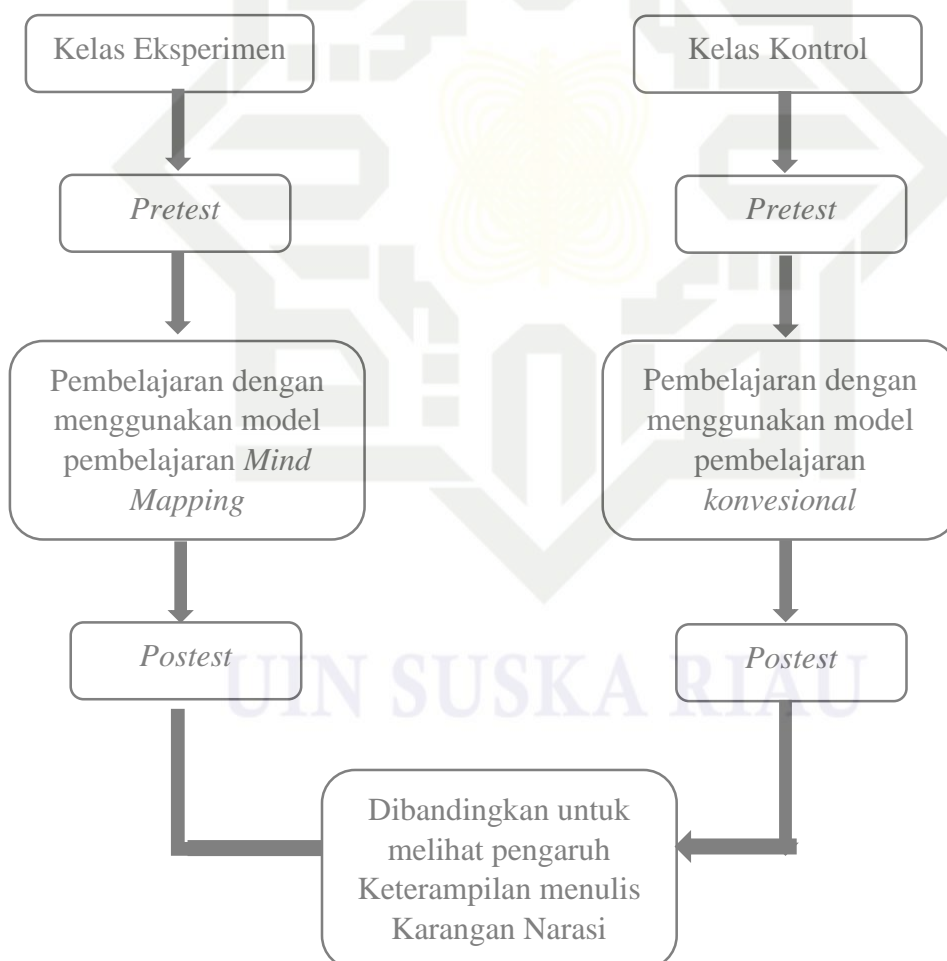 Kelas Eksperimen
Kelas Kontrol
Pretest
Pretest
Pembelajaran dengan
menggunakan model
pembelajaran Mind
Mapping
Pembelajaran dengan
menggunakan model
pembelajaran
konvesional
Postest
Postest
UIN SUSKA RIAU
Dibandingkan untuk
melihat pengaruh
Keterampilan menulis
Karangan Narasi